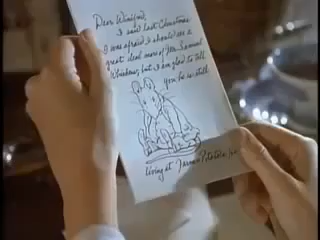 Dear Winifred,
I said last Christmas
I was afraid I should see a
great deal more of Mr. Samuel
Whiskers, but I am glad to tell
you he is still
living at Farmer Potatoes,